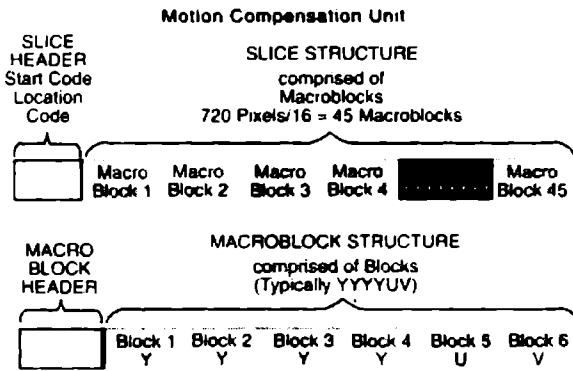 Motion Compensation Unit
SLICE HEADER
Start Code
Location
Code
SLICE STRUCTURE
comprised of
Macroblocks
720 Pixels/16 = 45 Macroblocks
Macro Block 1
Macro Block 2
Macro Block 3
Macro Block 4
Macro Block 45
MACRO
BLOCK
HEADER
MACROBLOCK STRUCTURE
comprised of Blocks
(Typically YYYYUV)
Block 1 Block 2 Block 3 Block 4 Block 5 Block 6
Y Y Y Y U V